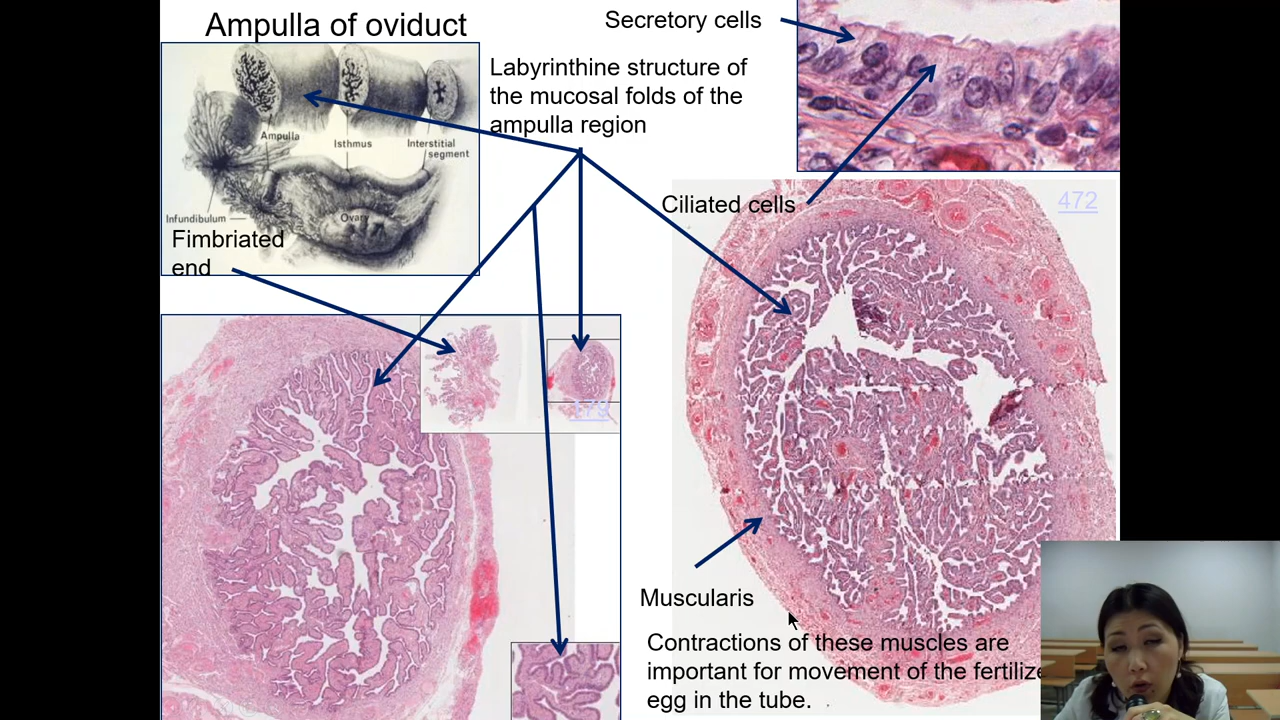 Ampulla of oviduct
Secretory cells
Labyrinthine structure of
the mucosal folds of the
ampulla region
Ampulla
Isthmus
Interstitial
segment
Infundibulum
Ovary
Fimbriated
end
Ciliated cells
472
179
Muscularis
Contractions of these muscles are
important for movement of the fertilize
egg in the tube.